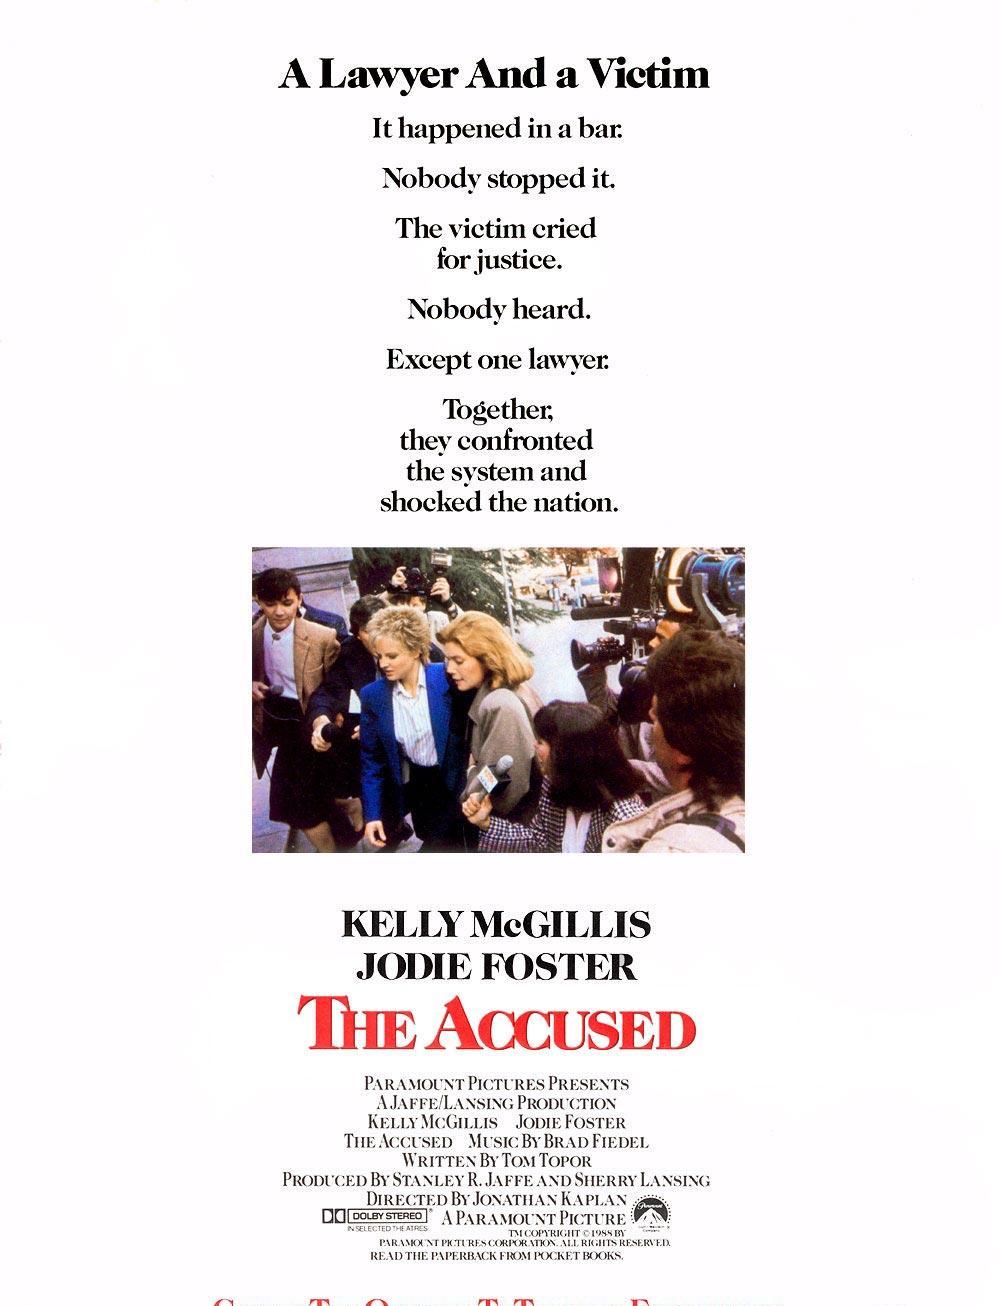 A Lawyer And a Victim
It happened in a bar.
Nobody stopped it.
The victim cried
for justice.
Nobody heard.
Except one lawyer.
Together,
they confronted
the system and
shocked the nation.
KELLY McGILLIS
JODIE FOSTER
THE ACCUSED
PARAMOUNT PICTURES PRESENTS
A JAFFE/LANSING PRODUCTION
KELLY McGILLIS JODIE FOSTER
THE ACCUSED MUSIC BY BRAD FIEDEL
WRITTEN BY TOM TOPOR
PRODUCED BY STANLEY R. JAFFE AND SHERRY LANSING
DIRECTED BY JONATHAN KAPLAN
DOLBY STEREO ® A PARAMOUNT PICTURE
IN SELECTED THEATRES
Paramount
TM COPYRIGHT © 1988 BY
PARAMOUNT PICTURES CORPORATION. ALL RIGHTS RESERVED.
READ THE PAPERBACK FROM POCKET BOOKS.